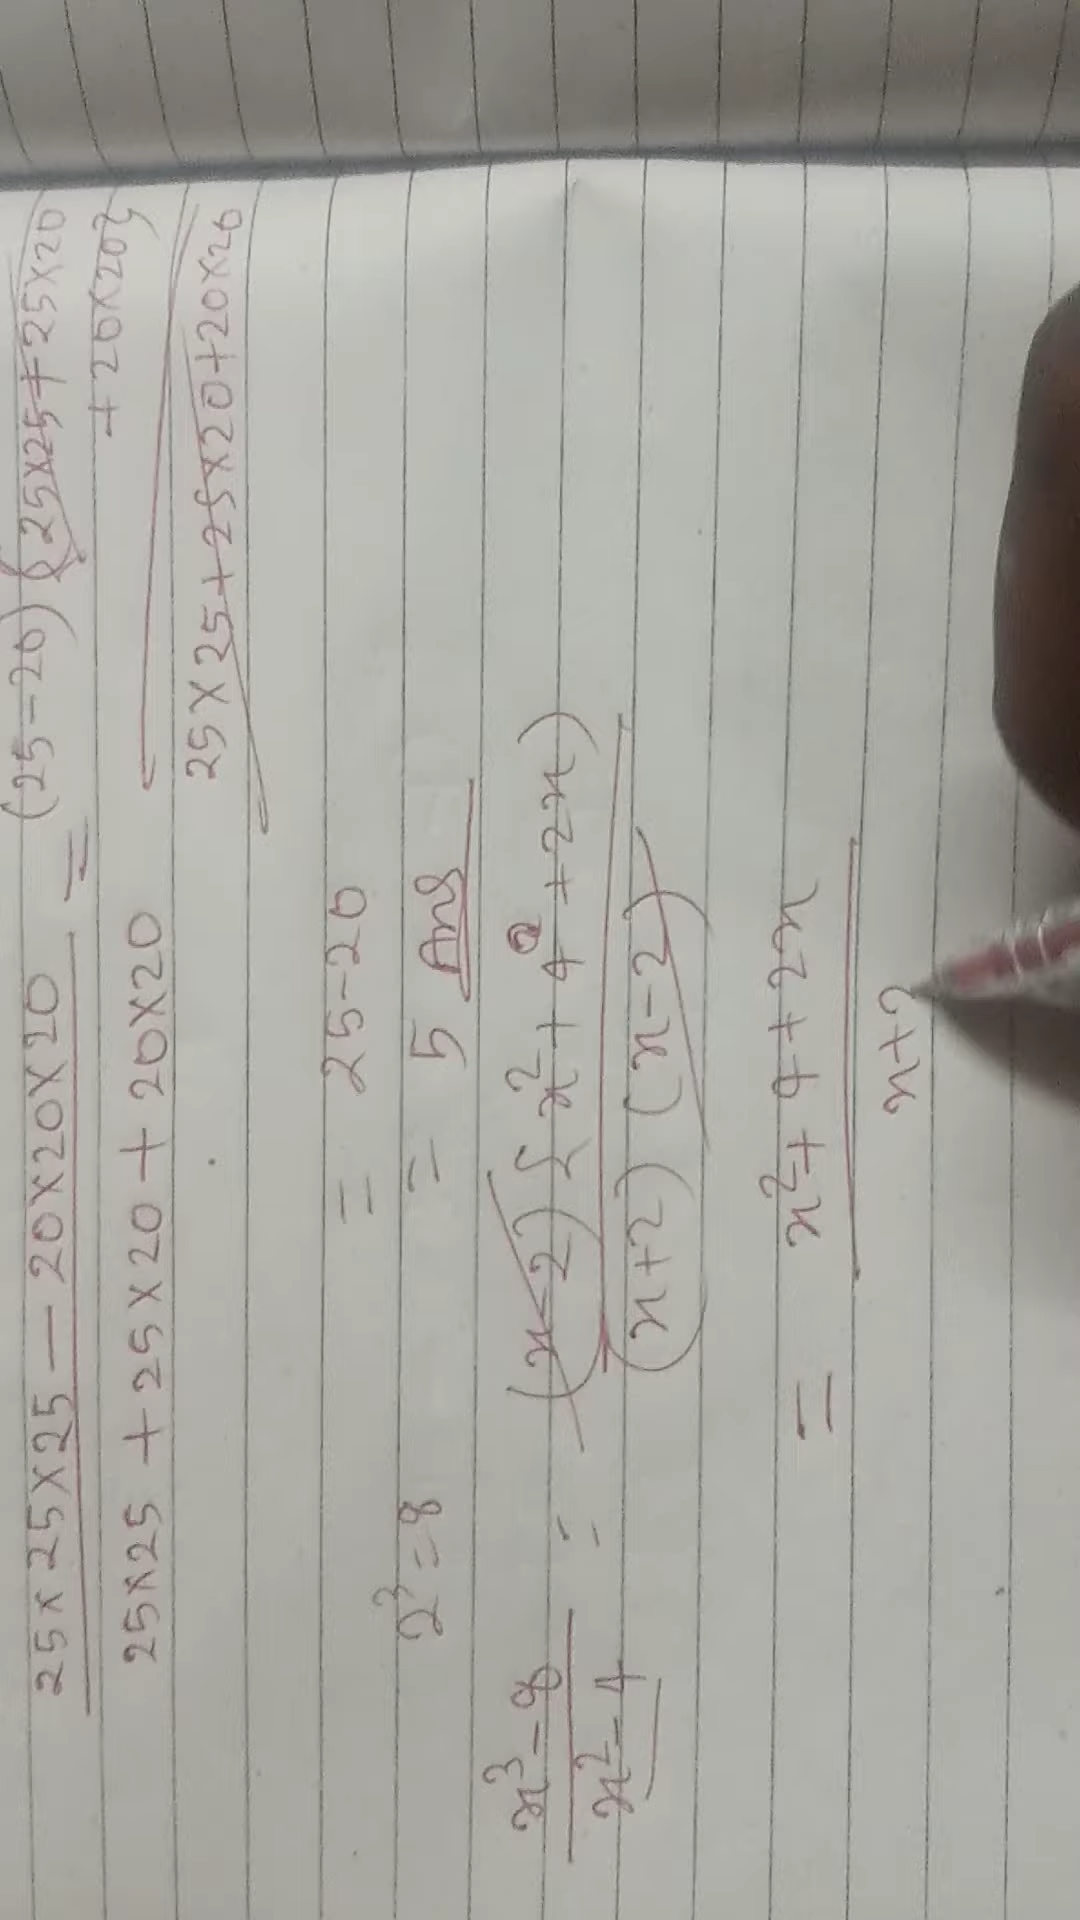 25×25×25 − 20×20×20 = (25−20) {25×25+25×20
25×25 + 25×20 + 20×20 +20×20}
25×25+25×20+20×20
= 25-20
2³=8 = 5 Ans
x³-8 = (x-2) {x²+4+2x)
x²-4 (x+2) (x-2)
= x²+4+2x
x+2